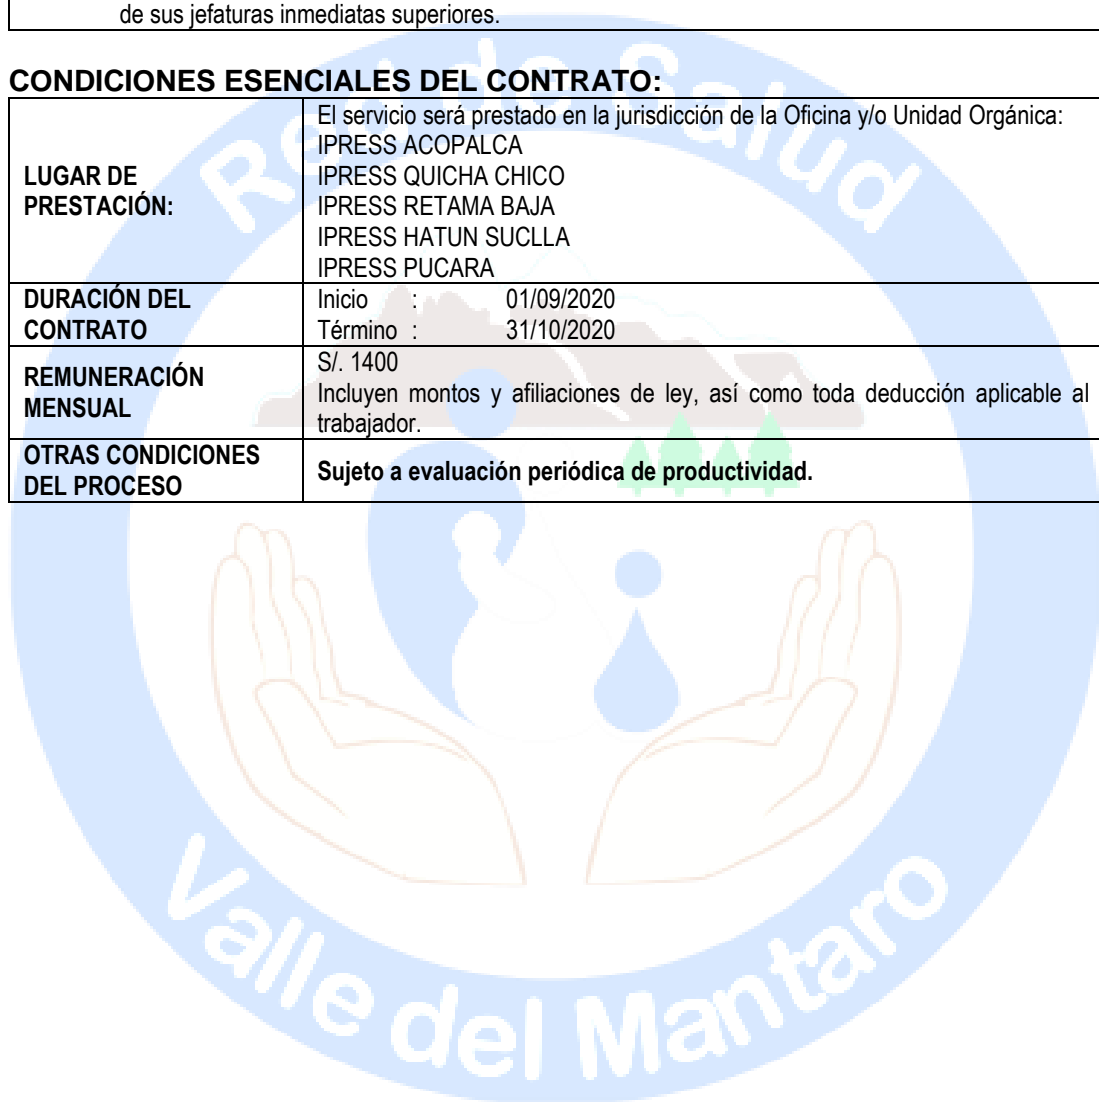 de sus jefaturas inmediatas superiores.
CONDICIONES ESENCIALES DEL CONTRATO:
LUGAR DE
PRESTACIÓN:
El servicio será prestado en la jurisdicción de la Oficina y/o Unidad Orgánica:
IPRESS ACOPALCA
IPRESS QUICHA CHICO
IPRESS RETAMA BAJA
IPRESS HATUN SUCLLA
IPRESS PUCARA
DURACIÓN DEL
CONTRATO
Inicio : 01/09/2020
Término : 31/10/2020
REMUNERACIÓN
MENSUAL
S/. 1400
Incluyen montos y afiliaciones de ley, así como toda deducción aplicable al
trabajador.
OTRAS CONDICIONES
DEL PROCESO
Sujeto a evaluación periódica de productividad.
Red de Salud
Valle del Mantaro